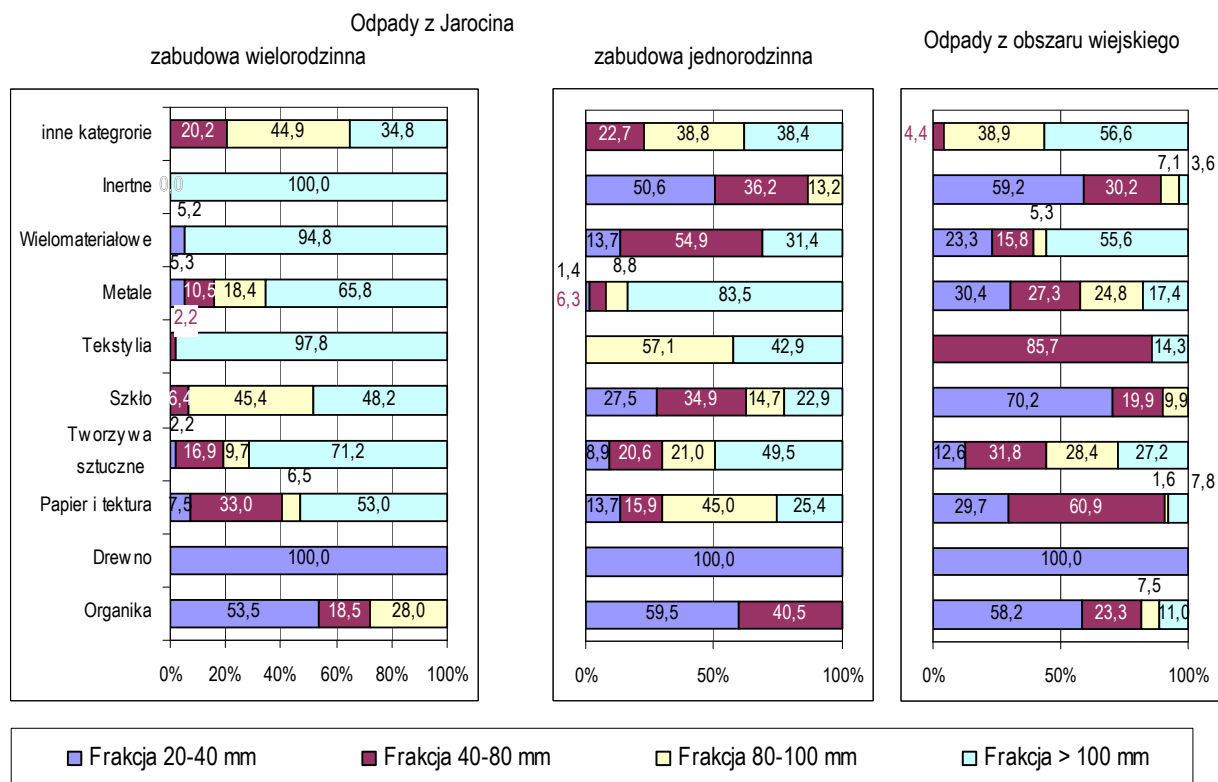 Odpady z Jarocina
zabudowa wielorodzinna
zabudowa jednorodzinna
Odpady z obszaru wiejskiego
inne kategrorie
20,2 44,9 34,8
Inertne
0,0 100,0
5,2
Wielomateriałowe
94,8
5,3
Metale
10,5 18,4 65,8
2,2
Tekstylia
97,8
Szkło
6,4 45,4 48,2
2,2
Tworzywa
sztuczne
16,9 9,7 71,2
6,5
Papier i tektura
7,5 33,0 53,0
Drewno
100,0
Organika
53,5 18,5 28,0
0% 20% 40% 60% 80% 100%
22,7 38,8 38,4
50,6 36,2 13,2
13,7 54,9 31,4
1,4 8,8
6,3 83,5
57,1 42,9
27,5 34,9 14,7 22,9
8,9 20,6 21,0 49,5
13,7 15,9 45,0 25,4
100,0
59,5 40,5
0% 50% 100%
4,4 38,9 56,6
7,1 3,6
59,2 30,2
5,3
23,3 15,8 55,6
30,4 27,3 24,8 17,4
85,7 14,3
70,2 19,9 9,9
12,6 31,8 28,4 27,2
1,6 7,8
29,7 60,9
100,0
7,5
58,2 23,3 11,0
0% 50% 100%
Frakcja 20-40 mm
Frakcja 40-80 mm
Frakcja 80-100 mm
Frakcja > 100 mm